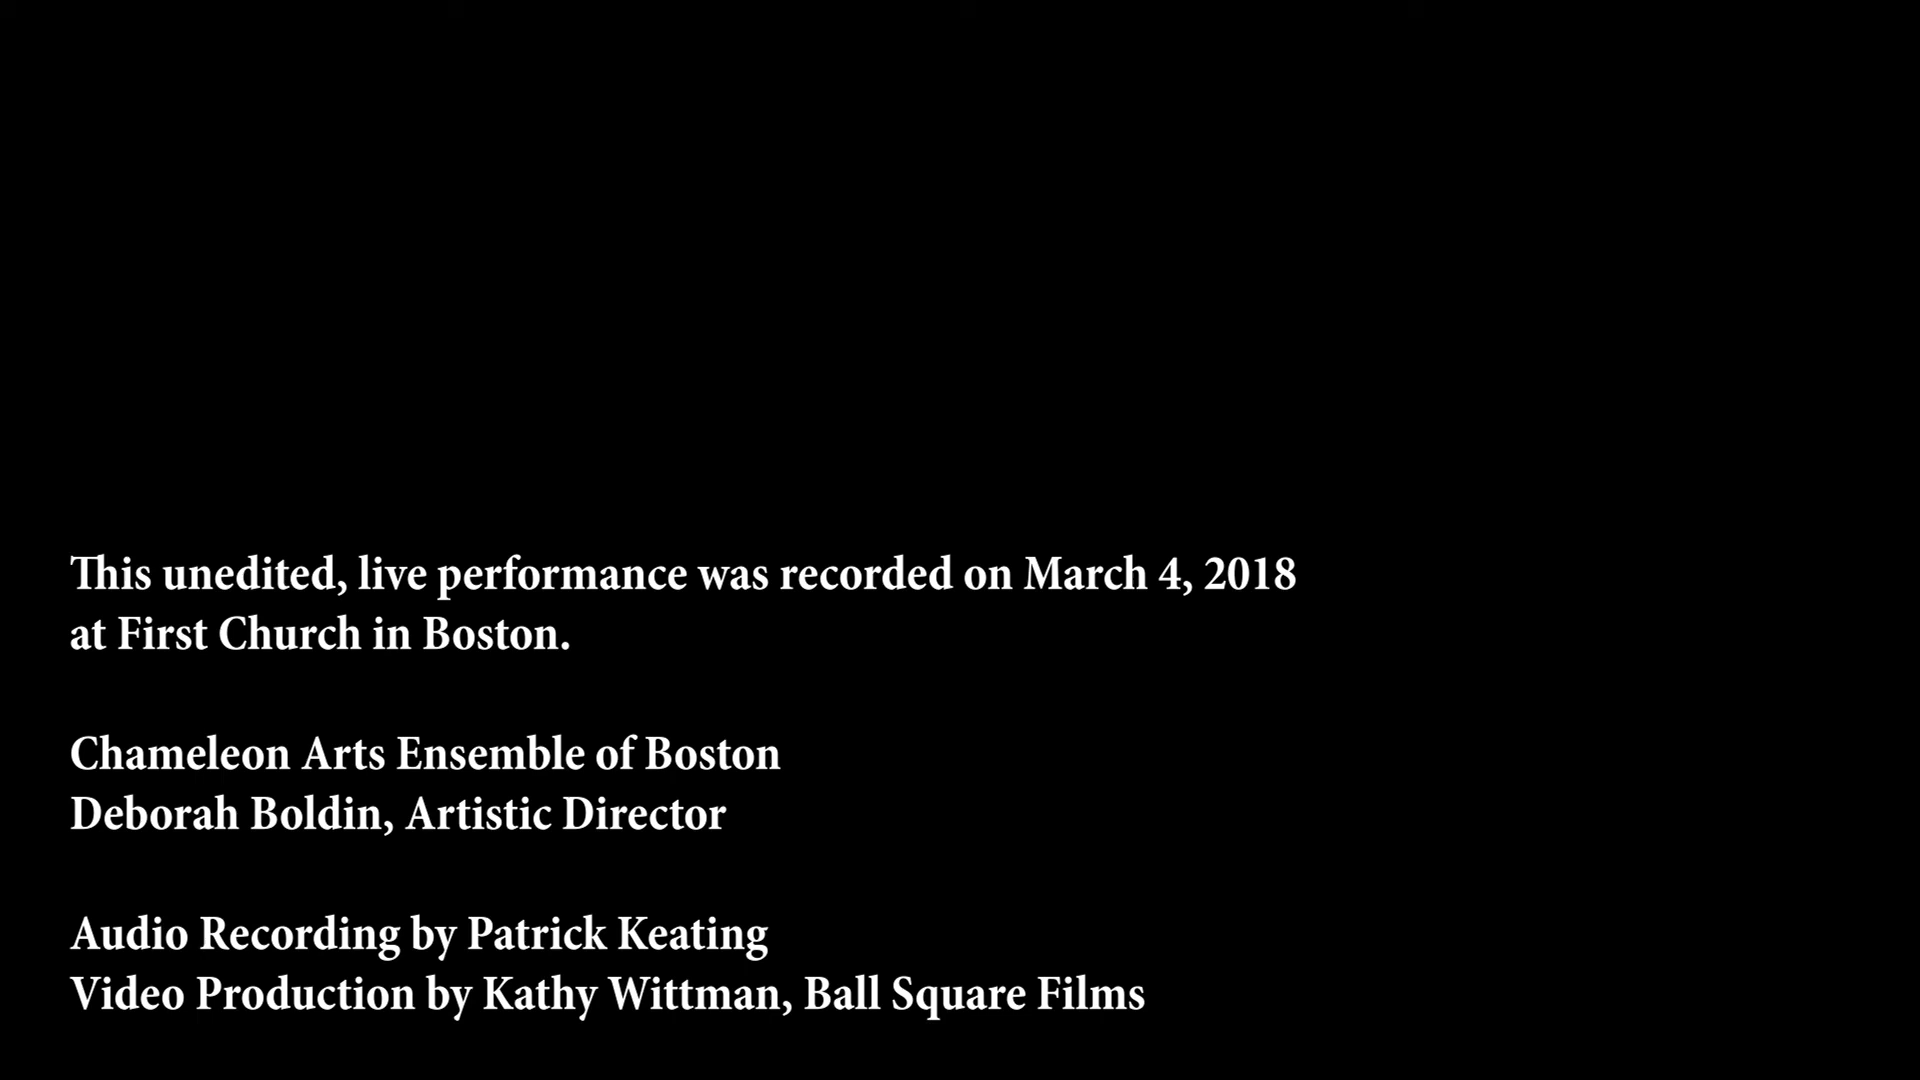 This unedited, live performance was recorded on March 4, 2018
at First Church in Boston.
Chameleon Arts Ensemble of Boston
Deborah Boldin, Artistic Director
Audio Recording by Patrick Keating
Video Production by Kathy Wittman, Ball Square Films